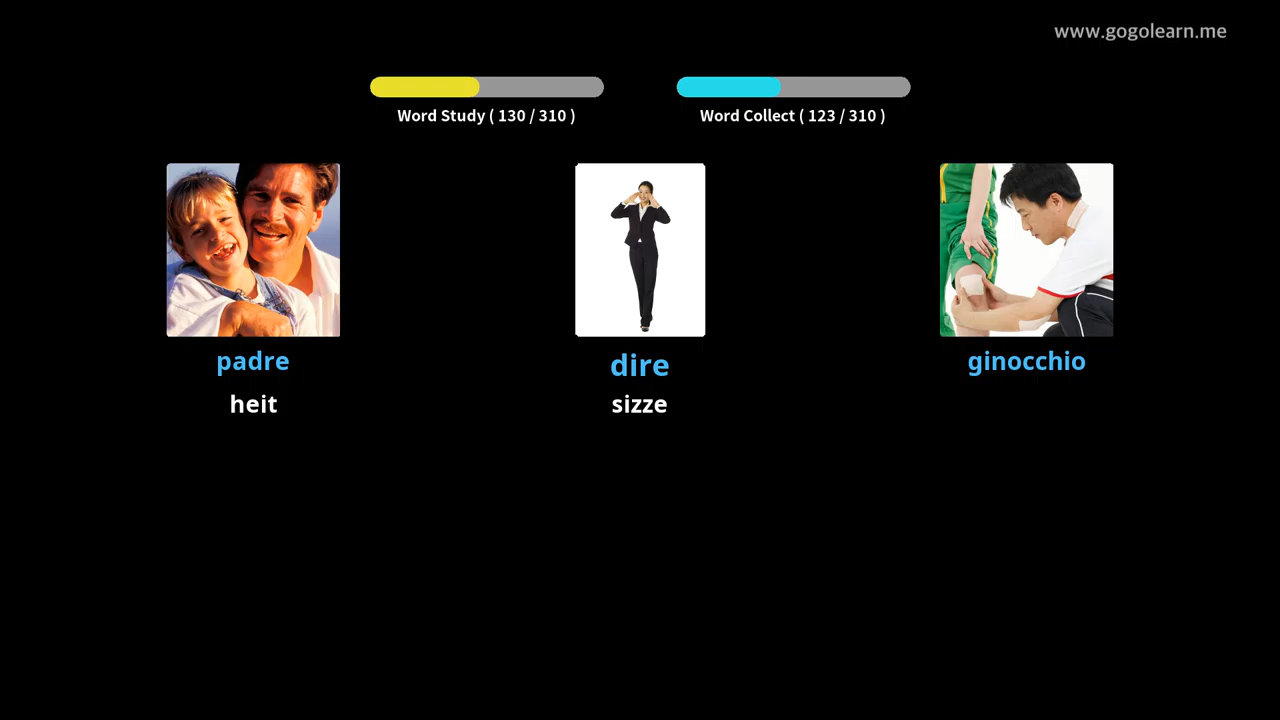 www.gogolearn.me
Word Study ( 130 / 310 )
Word Collect ( 123 / 310 )
padre
dire
ginocchio
heit
sizze